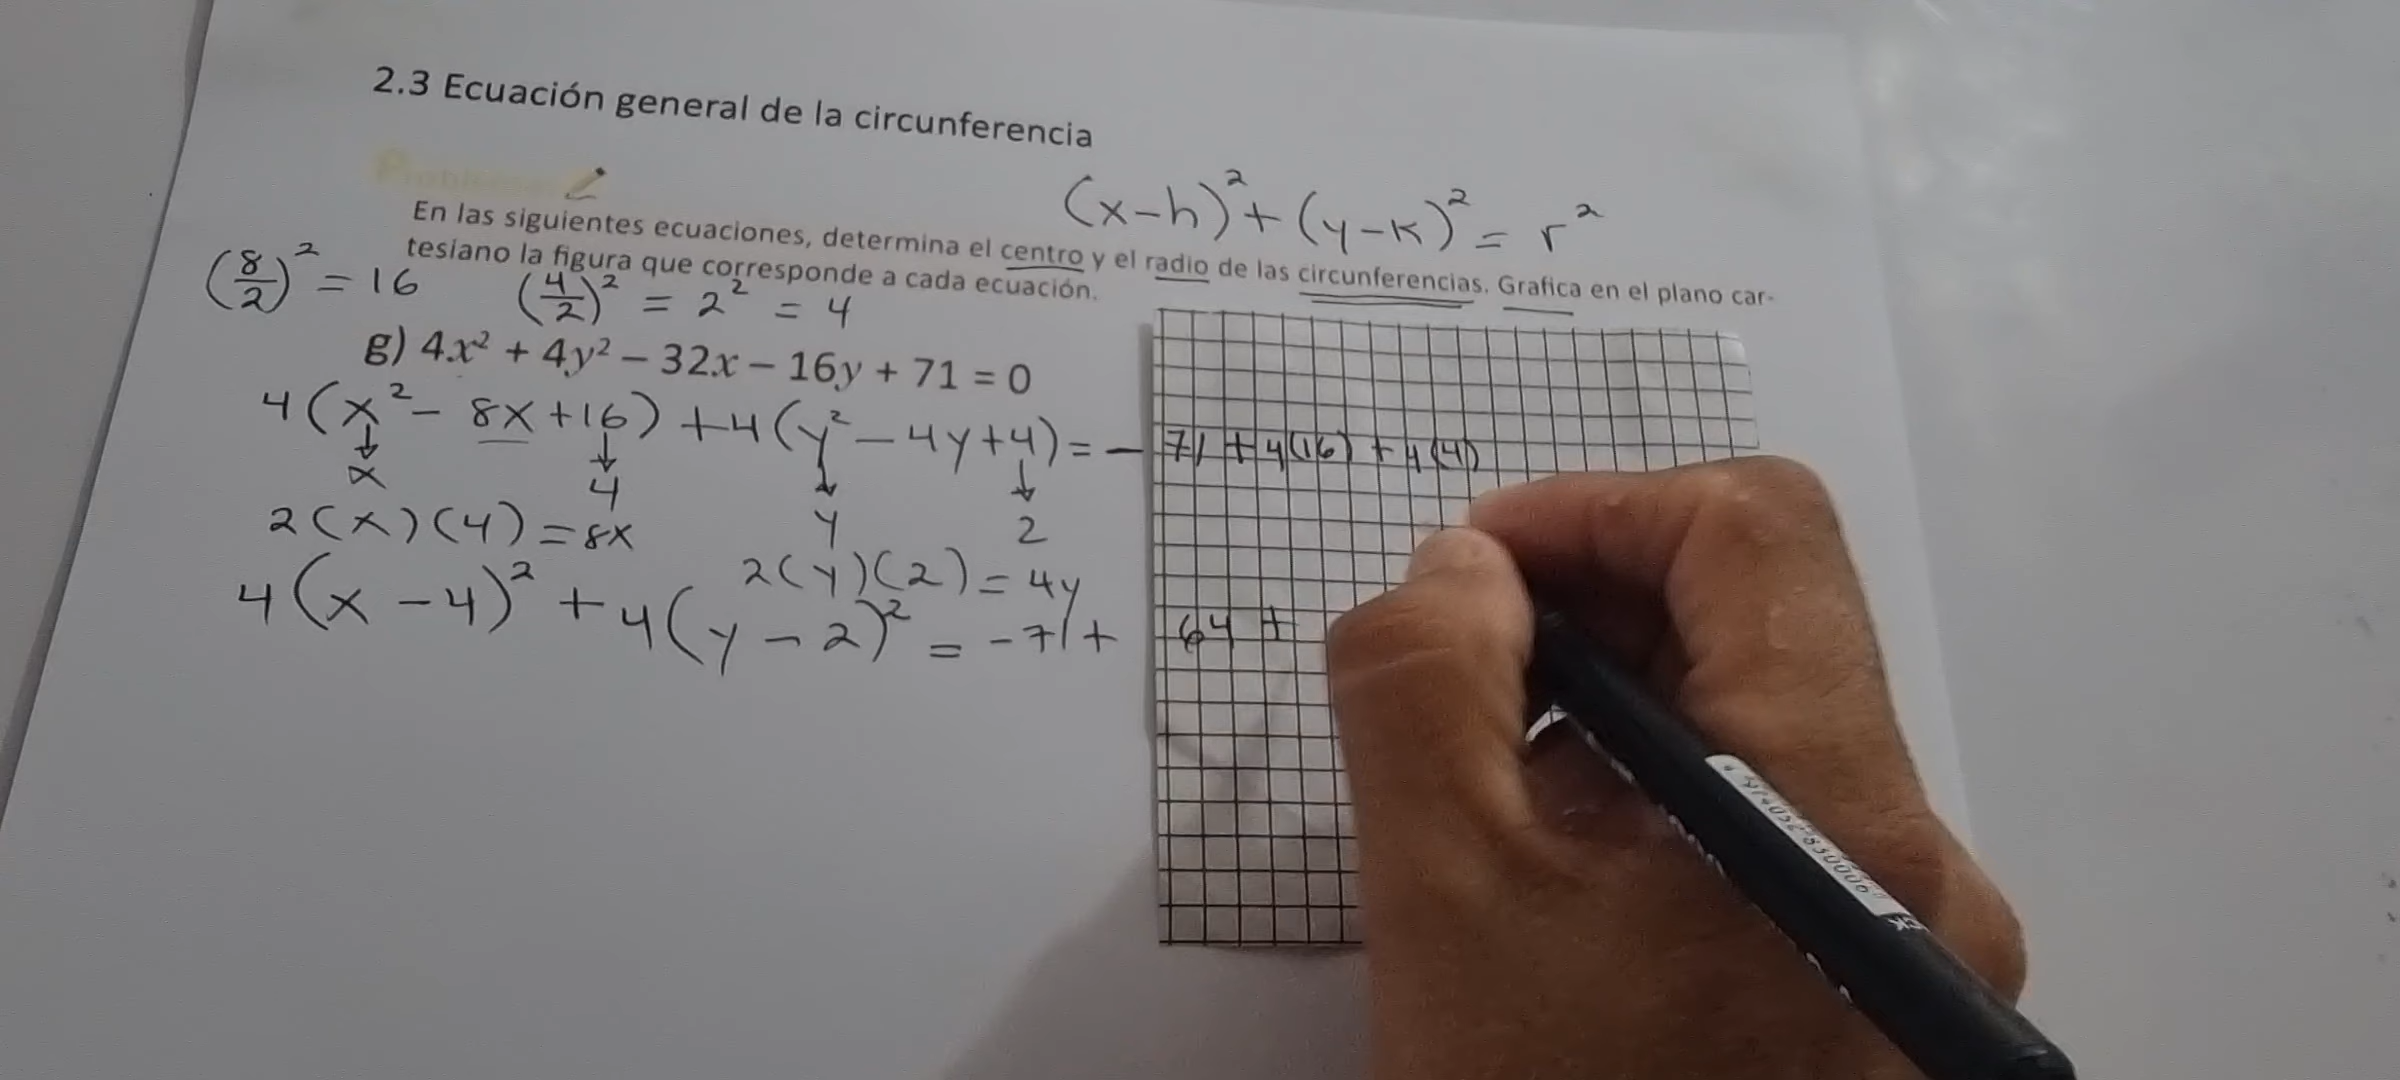 2.3 Ecuación general de la circunferencia
(x-h)² + (y-k)² = r²
En las siguientes ecuaciones, determina el centro y el radio de las circunferencias. Grafica en el plano car-
tesiano la figura que corresponde a cada ecuación.
(8/2)² = 16 (4/2)² = 2² = 4
g) 4x² + 4y² – 32x – 16y + 71 = 0
4(x² - 8x + 16) + 4(y² - 4y + 4) = - 71 + 4(16) + 4(4)
x 4 y 2
2(x)(4) = 8x
2(y)(2) = 4y
4(x - 4)² + 4(y - 2)² = -71 + 64 +